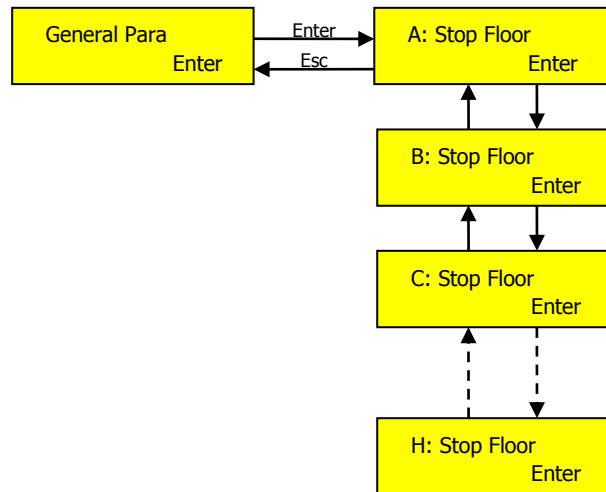 General Para
Enter
Enter
Esc
A: Stop Floor
Enter
B: Stop Floor
Enter
C: Stop Floor
Enter
H: Stop Floor
Enter